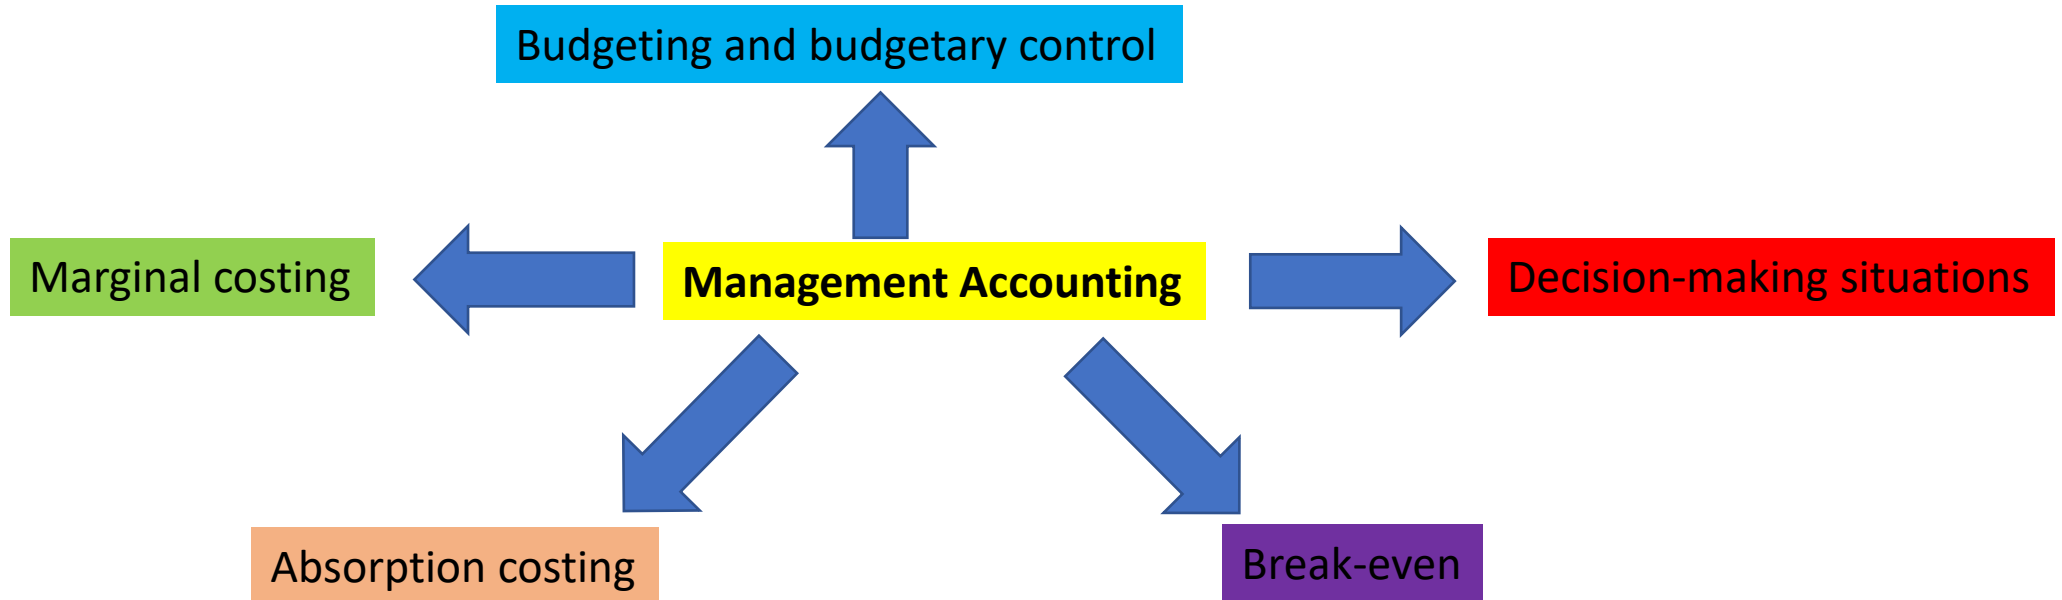 Budgeting and budgetary control
Marginal costing
Management Accounting
Decision-making situations
Absorption costing
Break-even